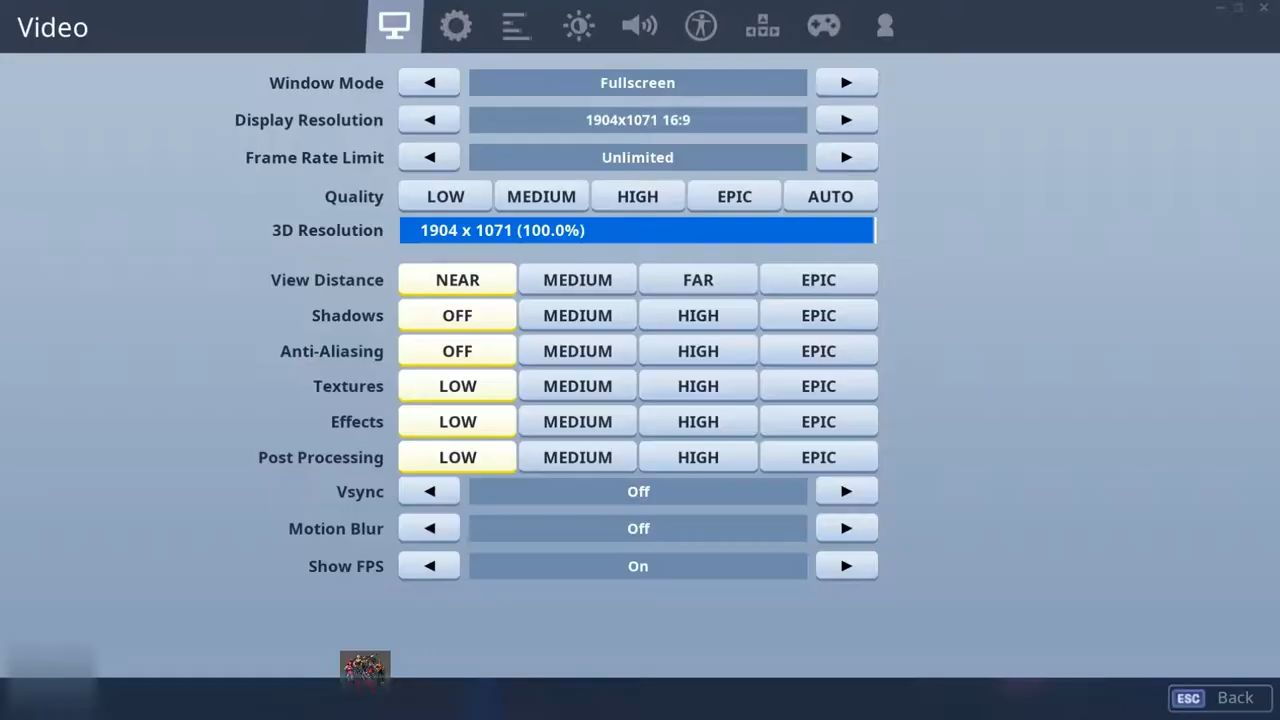 Video
Window Mode Fullscreen
Display Resolution 1904x1071 16:9
Frame Rate Limit Unlimited
Quality LOW MEDIUM HIGH EPIC AUTO
3D Resolution 1904 x 1071 (100.0%)
View Distance NEAR MEDIUM FAR EPIC
Shadows OFF MEDIUM HIGH EPIC
Anti-Aliasing OFF MEDIUM HIGH EPIC
Textures LOW MEDIUM HIGH EPIC
Effects LOW MEDIUM HIGH EPIC
Post Processing LOW MEDIUM HIGH EPIC
Vsync Off
Motion Blur Off
Show FPS On
ESC Back